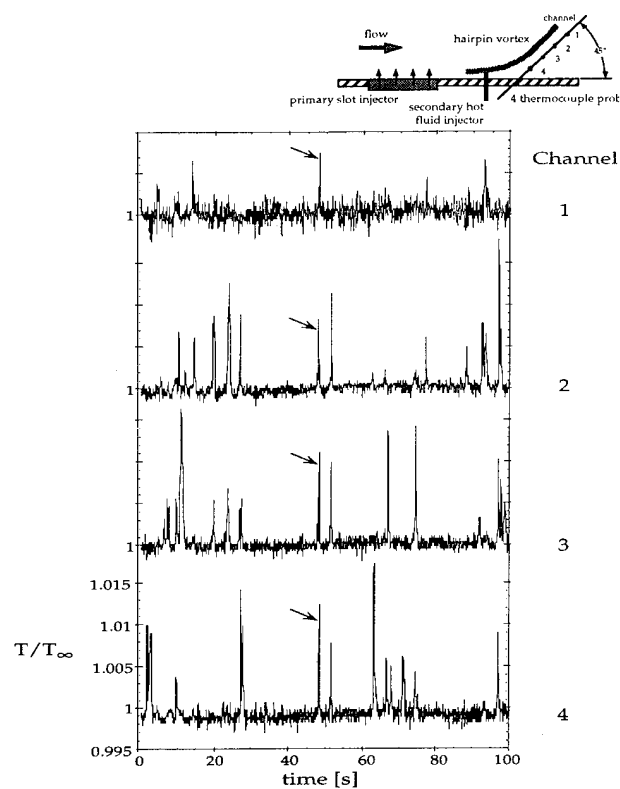 channel
flow
hairpin vortex
1
2
3
4
45°
primary slot injector
secondary hot
fluid injector
4 thermocouple prob
Channel
1
1
1
2
1
3
1.015
1.01
T/T∞
1.005
1
4
0.995
0
20
40
60
80
100
time [s]